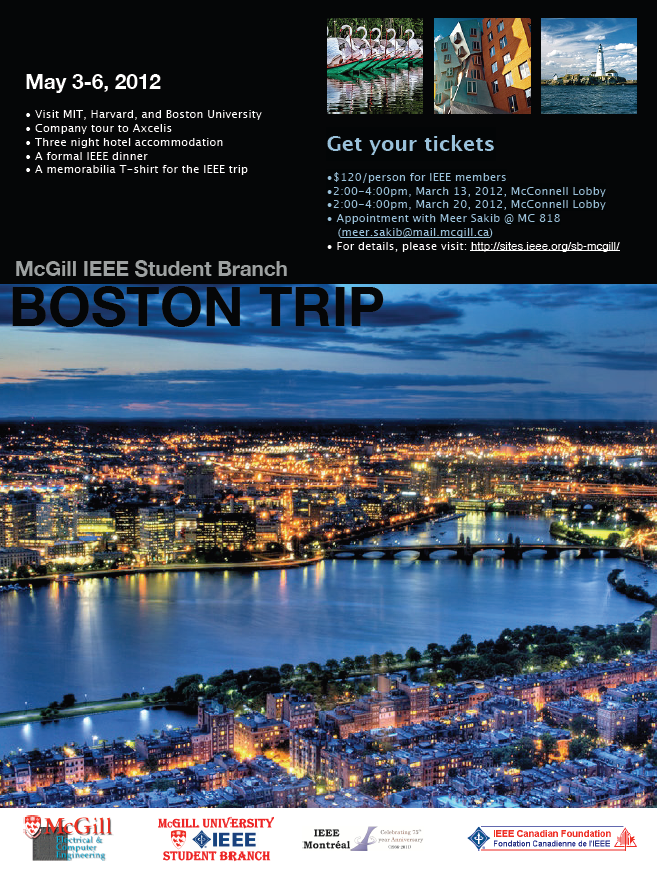 May 3-6, 2012
• Visit MIT, Harvard, and Boston University
• Company tour to Axcelis
• Three night hotel accommodation
• A formal IEEE dinner
• A memorabilia T-shirt for the IEEE trip
Get your tickets
•$120/person for IEEE members
•2:00-4:00pm, March 13, 2012, McConnell Lobby
•2:00-4:00pm, March 20, 2012, McConnell Lobby
• Appointment with Meer Sakib @ MC 818
(meer.sakib@mail.mcgill.ca)
• For details, please visit: http://sites.ieee.org/sb-mcgill/
McGill IEEE Student Branch
BOSTON TRIP
McGill
Electrical &
Computer
Engineering
McGILL UNIVERSITY
IEEE
STUDENT BRANCH
IEEE
Montréal
Celebrating 75th
year Anniversary
IEEE Canadian Foundation
Fondation Canadienne de l'IEEE